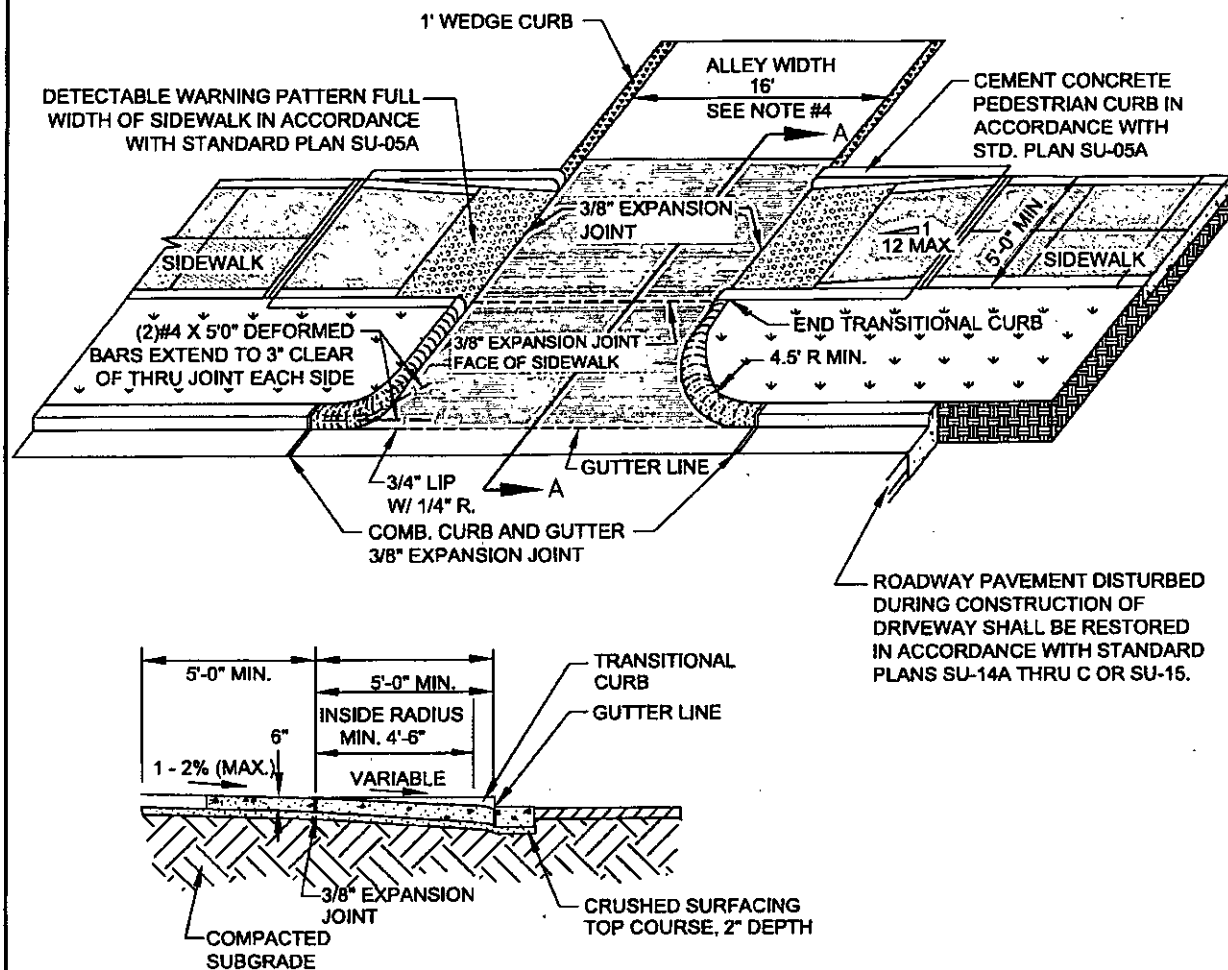 1' WEDGE CURB
ALLEY WIDTH
16'
SEE NOTE #4
A
CEMENT CONCRETE
PEDESTRIAN CURB IN
ACCORDANCE WITH
STD. PLAN SU-05A
DETECTABLE WARNING PATTERN FULL
WIDTH OF SIDEWALK IN ACCORDANCE
WITH STANDARD PLAN SU-05A
3/8" EXPANSION
JOINT
1
12 MAX
5'-0" MIN.
SIDEWALK
SIDEWALK
(2)#4 X 5'0" DEFORMED
BARS EXTEND TO 3" CLEAR
OF THRU JOINT EACH SIDE
3/8" EXPANSION JOINT
FACE OF SIDEWALK
END TRANSITIONAL CURB
4.5' R MIN.
GUTTER LINE
3/4" LIP
W/ 1/4" R.
A
COMB. CURB AND GUTTER
3/8" EXPANSION JOINT
ROADWAY PAVEMENT DISTURBED
DURING CONSTRUCTION OF
DRIVEWAY SHALL BE RESTORED
IN ACCORDANCE WITH STANDARD
PLANS SU-14A THRU C OR SU-15.
5'-0" MIN.
5'-0" MIN.
TRANSITIONAL
CURB
GUTTER LINE
INSIDE RADIUS
MIN. 4'-6"
6"
1 - 2% (MAX.)
VARIABLE
3/8" EXPANSION
JOINT
CRUSHED SURFACING
TOP COURSE, 2" DEPTH
COMPACTED
SUBGRADE